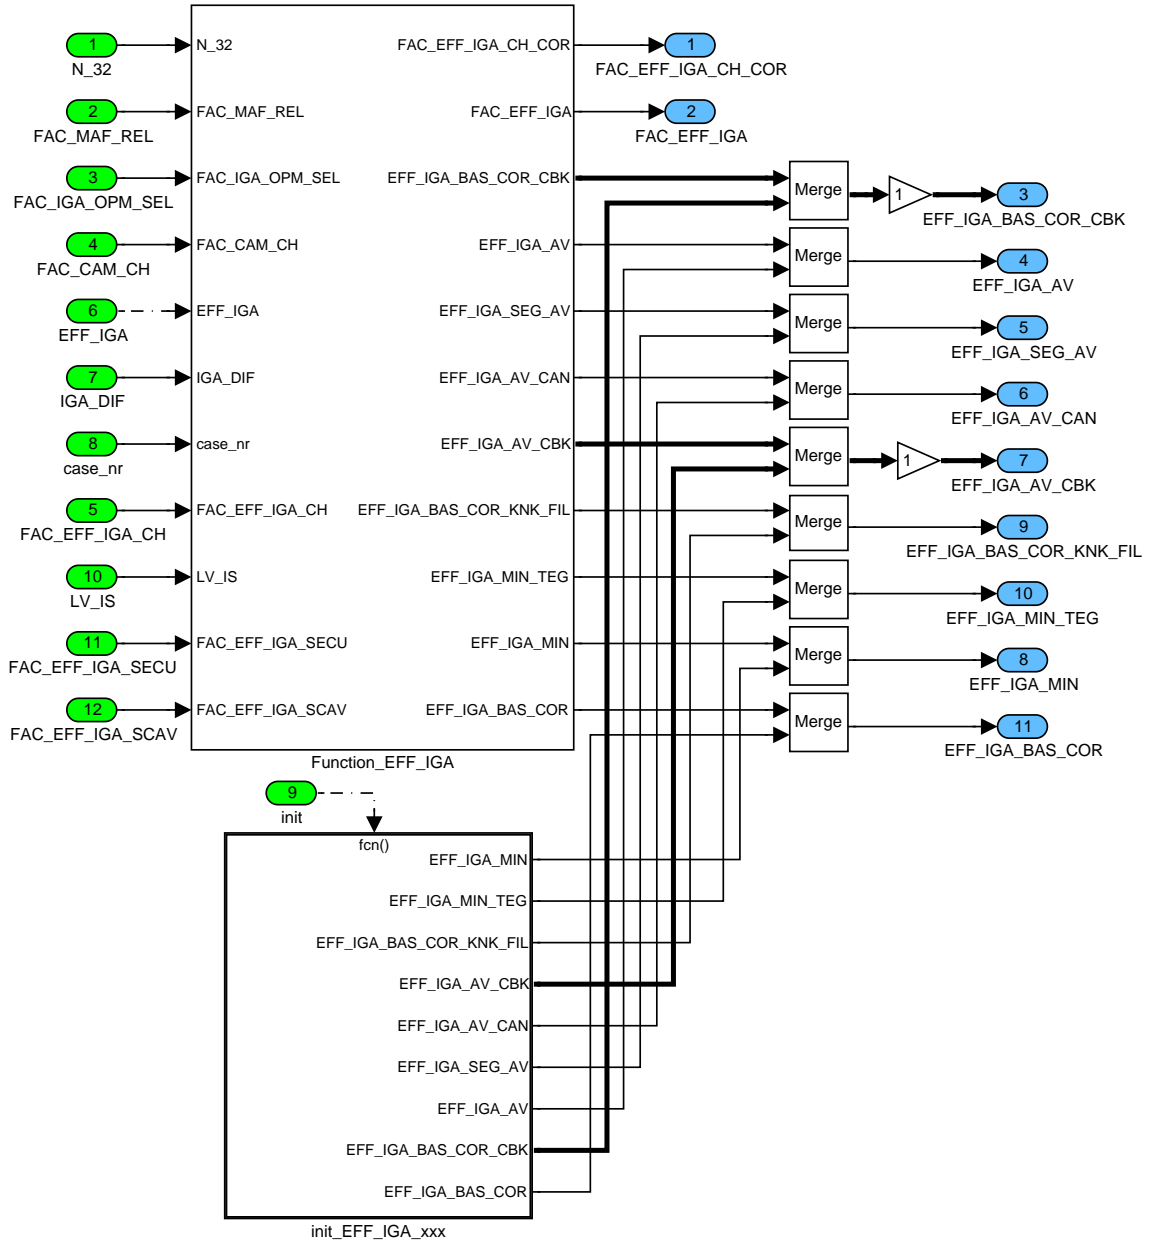 1
N_32
2
FAC_MAF_REL
3
FAC_IGA_OPM_SEL
4
FAC_CAM_CH
6
EFF_IGA
7
IGA_DIF
8
case_nr
5
FAC_EFF_IGA_CH
10
LV_IS
11
FAC_EFF_IGA_SECU
12
FAC_EFF_IGA_SCAV
N_32
FAC_MAF_REL
FAC_IGA_OPM_SEL
FAC_CAM_CH
EFF_IGA
IGA_DIF
case_nr
FAC_EFF_IGA_CH
LV_IS
FAC_EFF_IGA_SECU
FAC_EFF_IGA_SCAV
FAC_EFF_IGA_CH_COR
FAC_EFF_IGA
EFF_IGA_BAS_COR_CBK
EFF_IGA_AV
EFF_IGA_SEG_AV
EFF_IGA_AV_CAN
EFF_IGA_AV_CBK
EFF_IGA_BAS_COR_KNK_FIL
EFF_IGA_MIN_TEG
EFF_IGA_MIN
EFF_IGA_BAS_COR
Function_EFF_IGA
1
FAC_EFF_IGA_CH_COR
2
FAC_EFF_IGA
Merge
1
3
EFF_IGA_BAS_COR_CBK
Merge
4
EFF_IGA_AV
Merge
5
EFF_IGA_SEG_AV
Merge
6
EFF_IGA_AV_CAN
Merge
1
7
EFF_IGA_AV_CBK
Merge
9
EFF_IGA_BAS_COR_KNK_FIL
Merge
10
EFF_IGA_MIN_TEG
Merge
8
EFF_IGA_MIN
Merge
11
EFF_IGA_BAS_COR
9
init
fcn()
EFF_IGA_MIN
EFF_IGA_MIN_TEG
EFF_IGA_BAS_COR_KNK_FIL
EFF_IGA_AV_CBK
EFF_IGA_AV_CAN
EFF_IGA_SEG_AV
EFF_IGA_AV
EFF_IGA_BAS_COR_CBK
EFF_IGA_BAS_COR
init_EFF_IGA_xxx